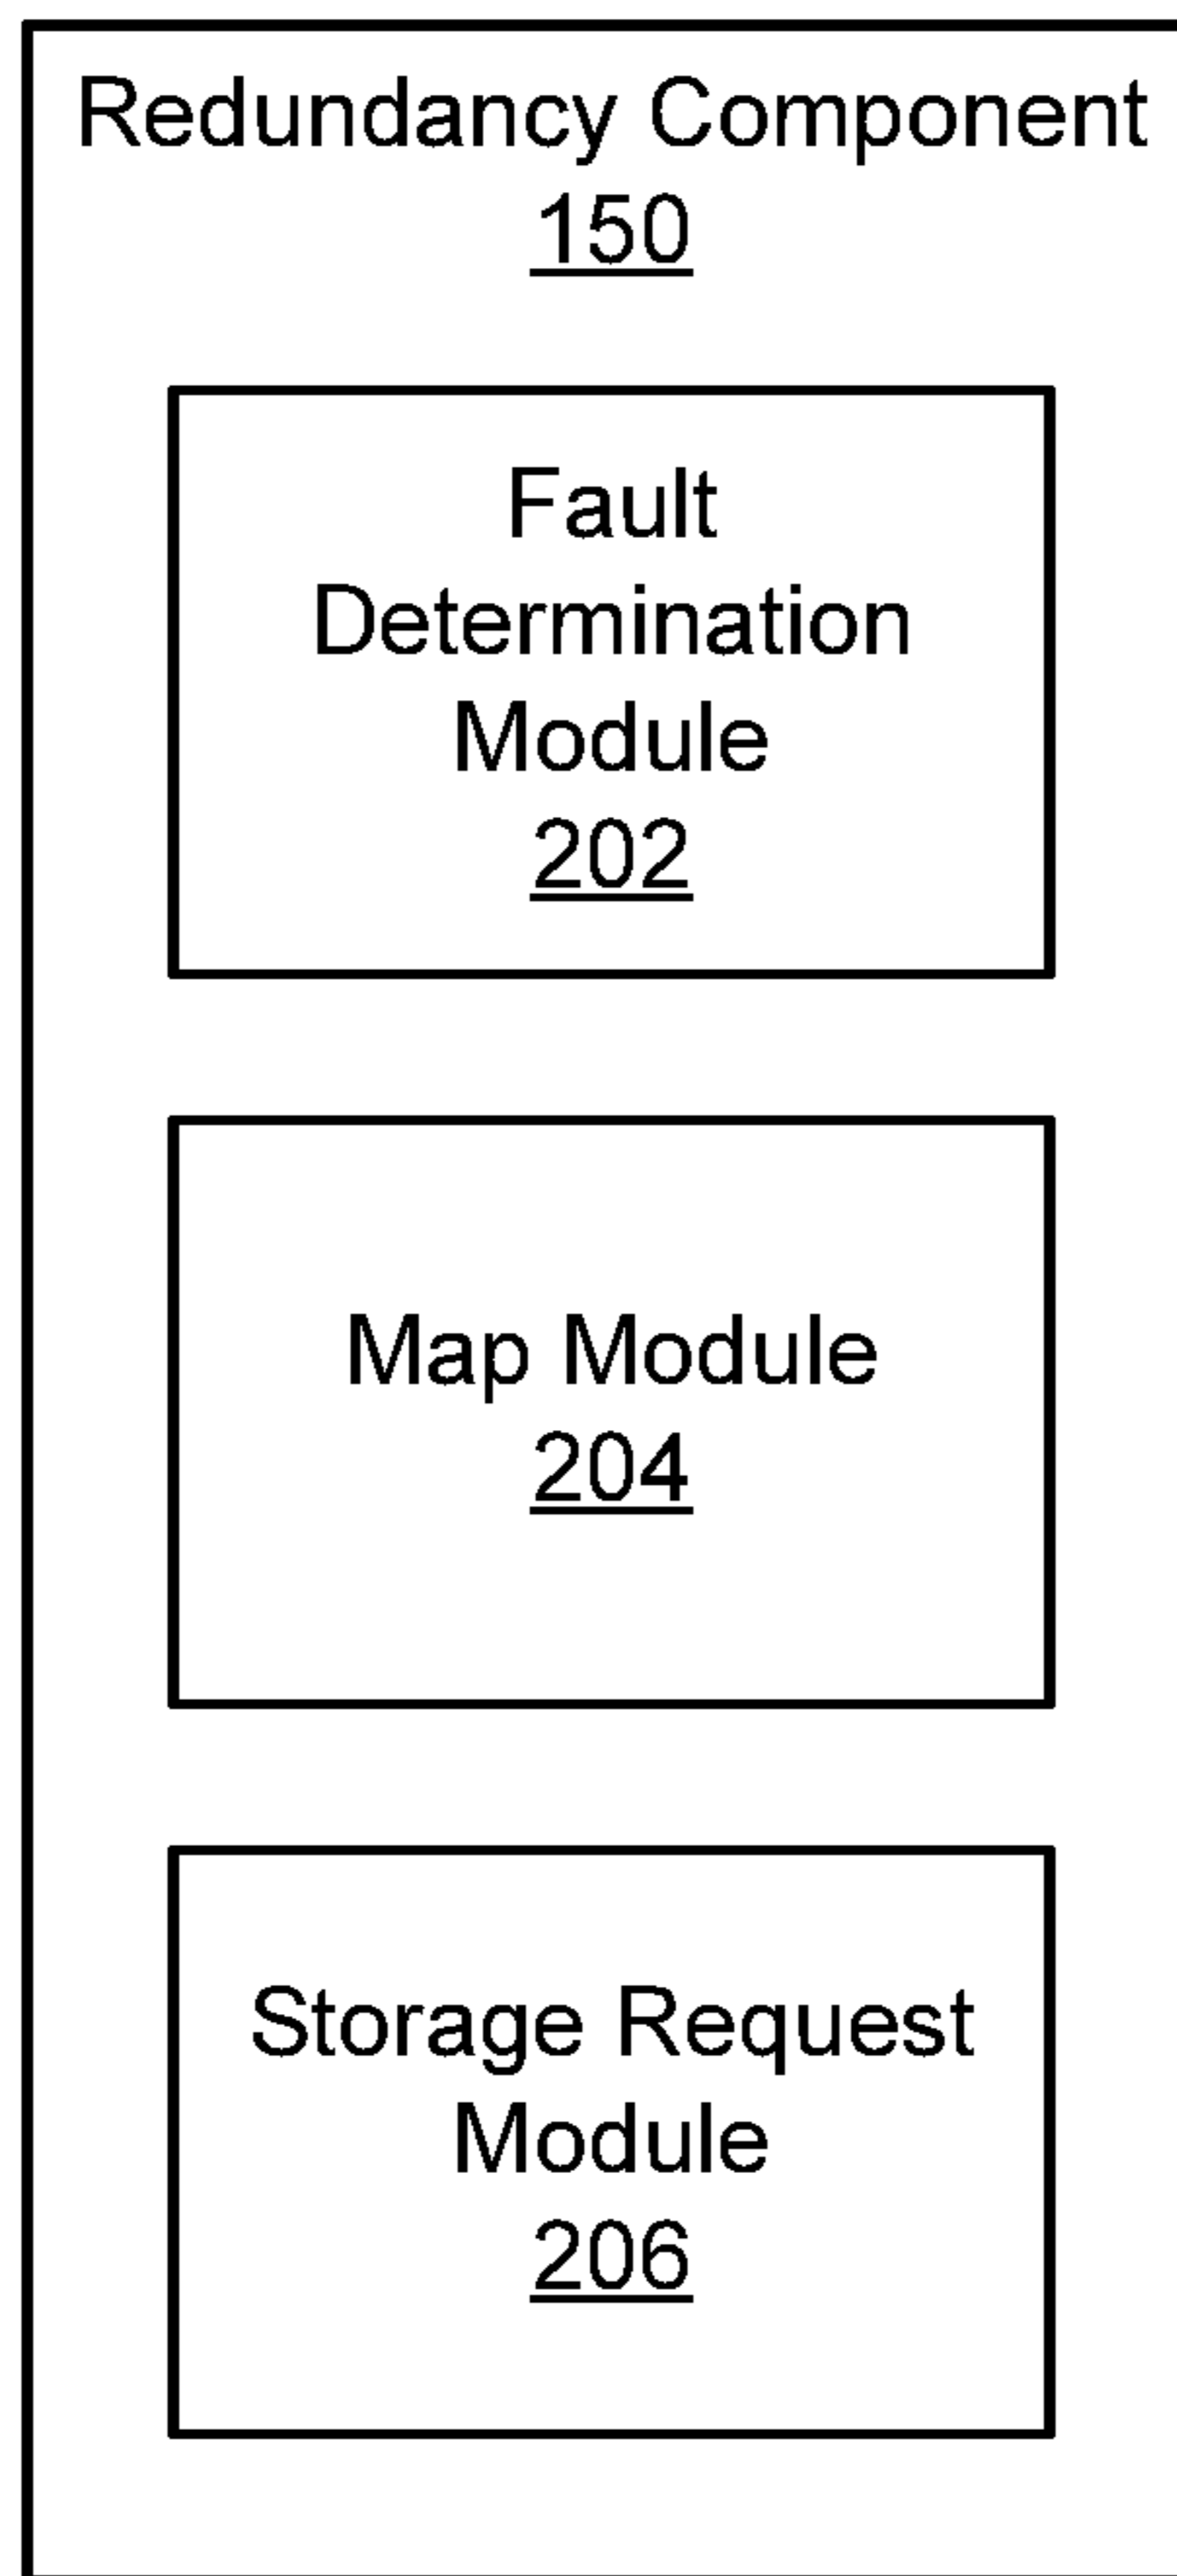 Redundancy Component
150
Fault
Determination
Module
202
Map Module
204
Storage Request
Module
206